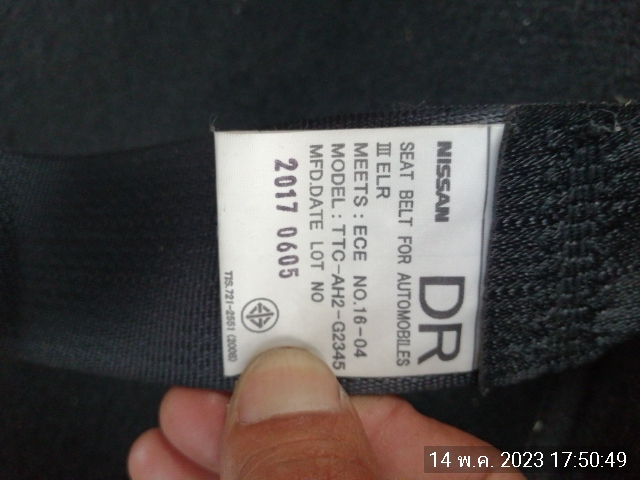 NISSAN DR
SEAT BELT FOR AUTOMOBILES
III ELR
MEETS : ECE NO.16-04
MODEL : TTC-AH2-G2345
MFD.DATE LOT NO
2017 0605
TIS.721-2551 (2008)
14 พ.ค. 2023 17:50:49